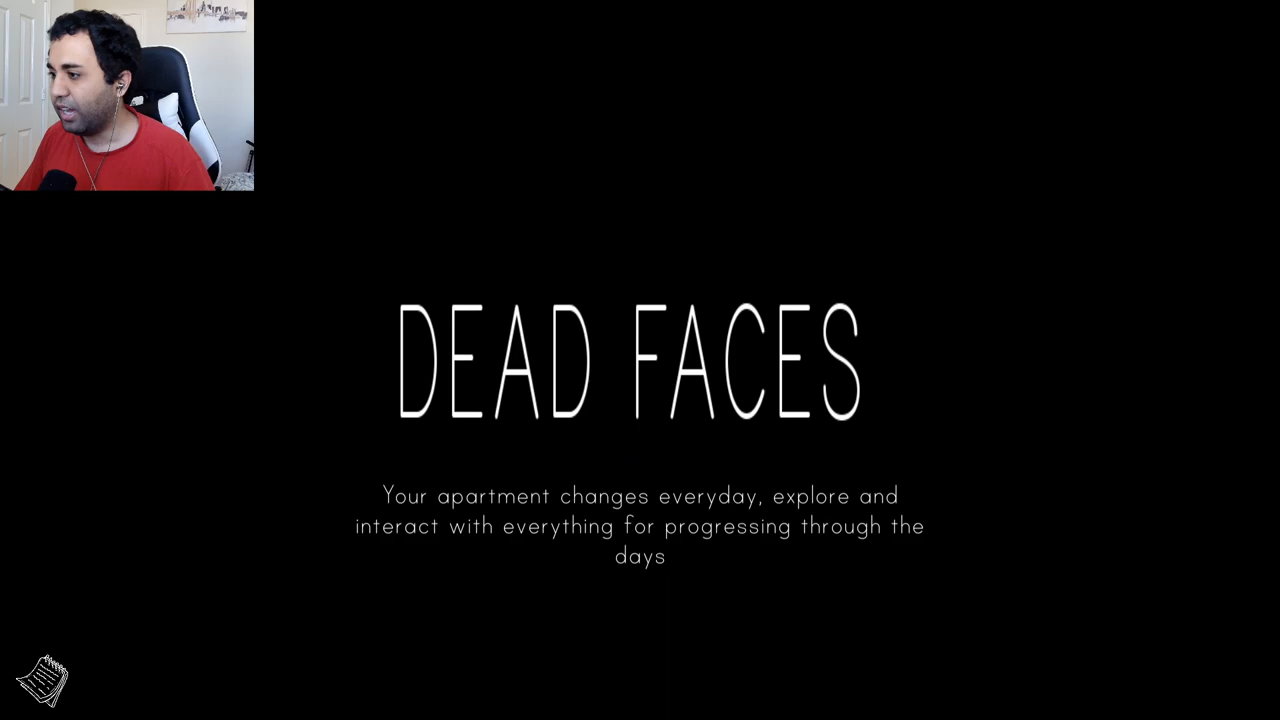 DEAD FACES
Your apartment changes everyday, explore and
interact with everything for progressing through the
days